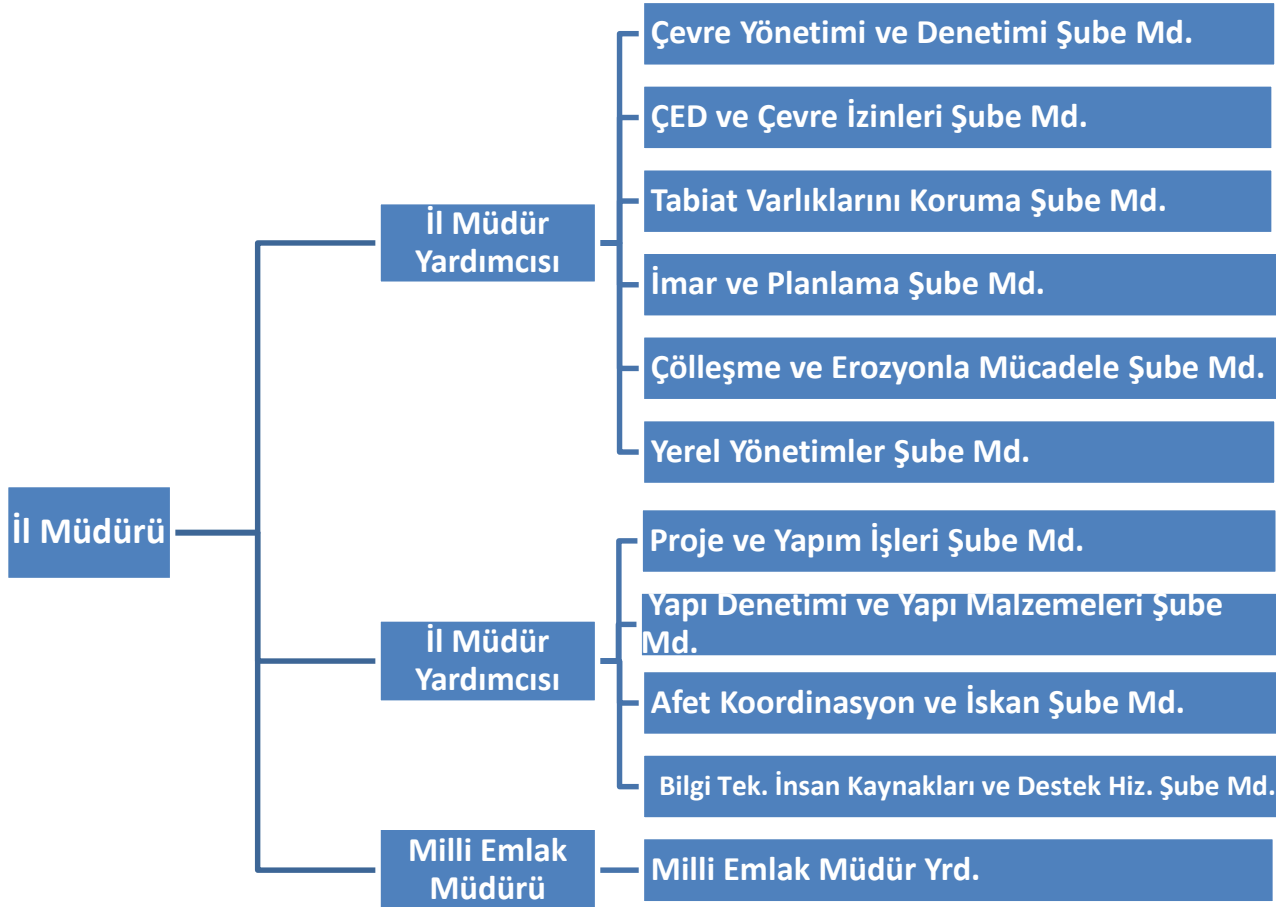 İl Müdürü
İl Müdür
Yardımcısı
Çevre Yönetimi ve Denetimi Şube Md.
ÇED ve Çevre İzinleri Şube Md.
Tabiat Varlıklarını Koruma Şube Md.
İmar ve Planlama Şube Md.
Çölleşme ve Erozyonla Mücadele Şube Md.
Yerel Yönetimler Şube Md.
İl Müdür
Yardımcısı
Proje ve Yapım İşleri Şube Md.
Yapı Denetimi ve Yapı Malzemeleri Şube
Md.
Afet Koordinasyon ve İskan Şube Md.
Bilgi Tek. İnsan Kaynakları ve Destek Hiz. Şube Md.
Milli Emlak
Müdürü
Milli Emlak Müdür Yrd.